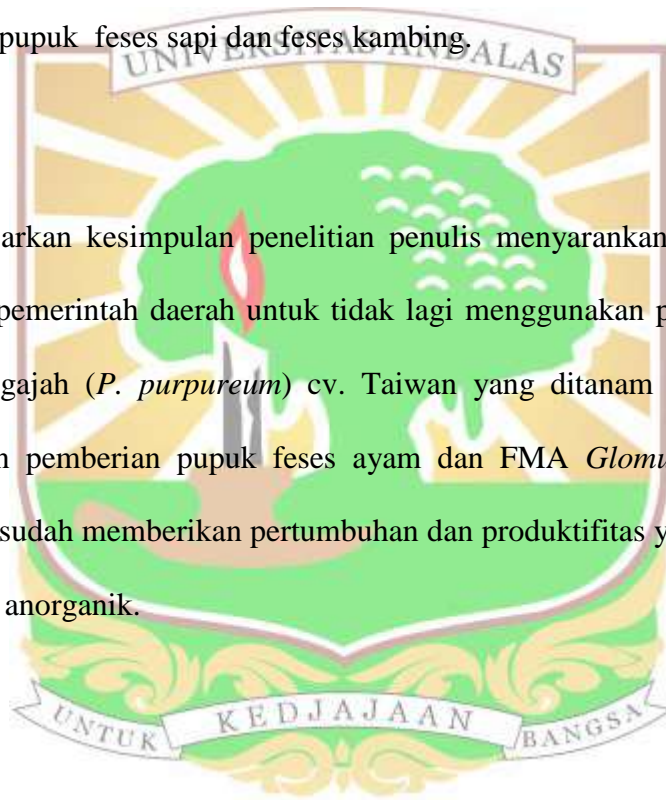 pupuk feses sapi dan feses kambing.
UNIVERSITAS ANDALAS
arkan kesimpulan penelitian penulis menyarankan
pemerintah daerah untuk tidak lagi menggunakan p
gajah (P. purpureum) cv. Taiwan yang ditanam
n pemberian pupuk feses ayam dan FMA Glomu
sudah memberikan pertumbuhan dan produktifitas y
anorganik.
UNTUK KEDJAJAAN BANGSA